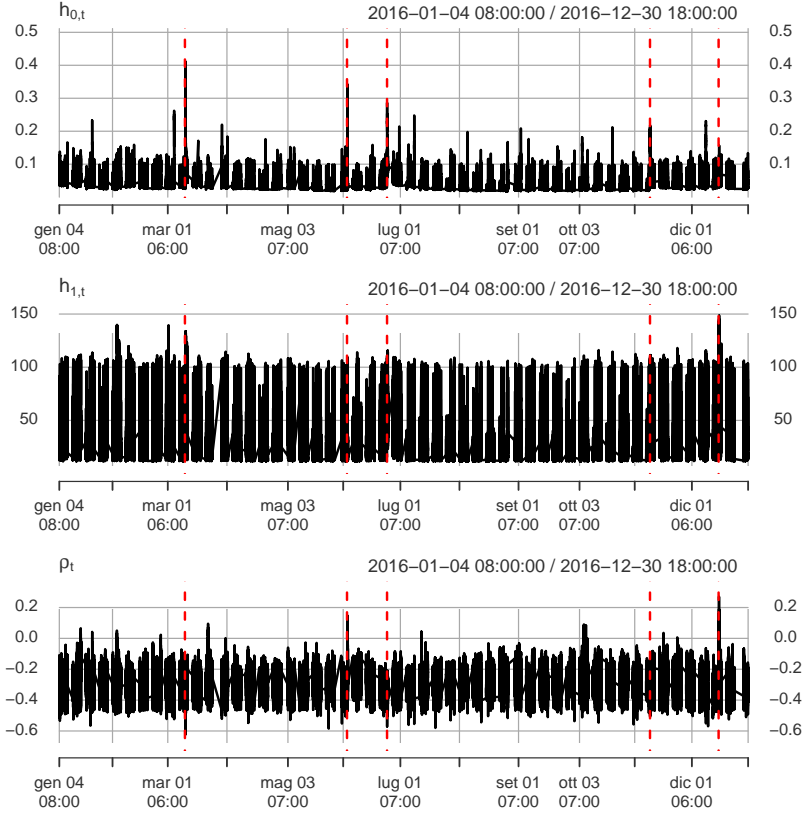 h0,t 2016−01−04 08:00:00 / 2016−12−30 18:00:00
0.5 0.5
0.4 0.4
0.3 0.3
0.2 0.2
0.1 0.1
gen 04 mar 01 mag 03 lug 01 set 01 ott 03 dic 01
08:00 06:00 07:00 07:00 07:00 07:00 06:00
h1,t 2016−01−04 08:00:00 / 2016−12−30 18:00:00
150 150
100 100
50 50
gen 04 mar 01 mag 03 lug 01 set 01 ott 03 dic 01
08:00 06:00 07:00 07:00 07:00 07:00 06:00
ρt 2016−01−04 08:00:00 / 2016−12−30 18:00:00
0.2 0.2
0.0 0.0
−0.2 −0.2
−0.4 −0.4
−0.6 −0.6
gen 04 mar 01 mag 03 lug 01 set 01 ott 03 dic 01
08:00 06:00 07:00 07:00 07:00 07:00 06:00